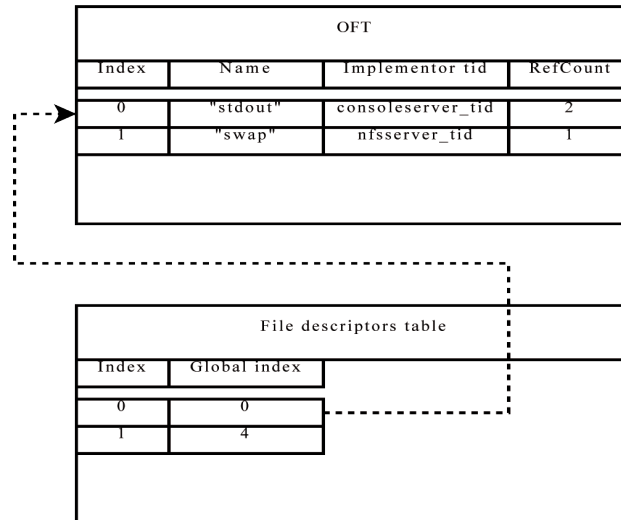 OFT
Index Name Implementor tid RefCount
0 "stdout" consoleserver_tid 2
1 "swap" nfsserver_tid 1
File descriptors table
Index Global index
0 0
1 4